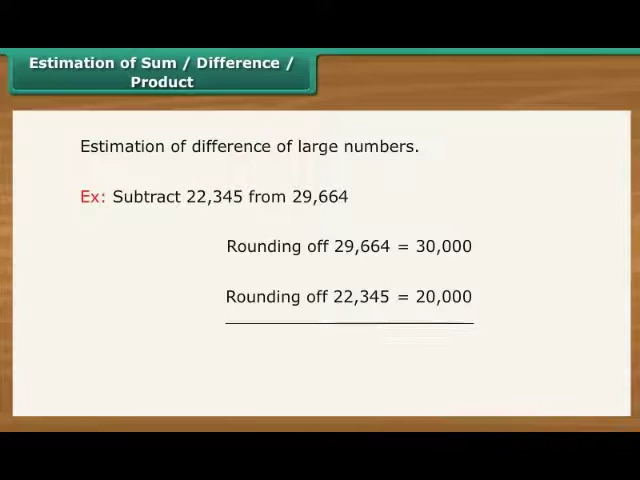 Estimation of Sum / Difference /
Product
Estimation of difference of large numbers.
Ex: Subtract 22,345 from 29,664
Rounding off 29,664 = 30,000
Rounding off 22,345 = 20,000